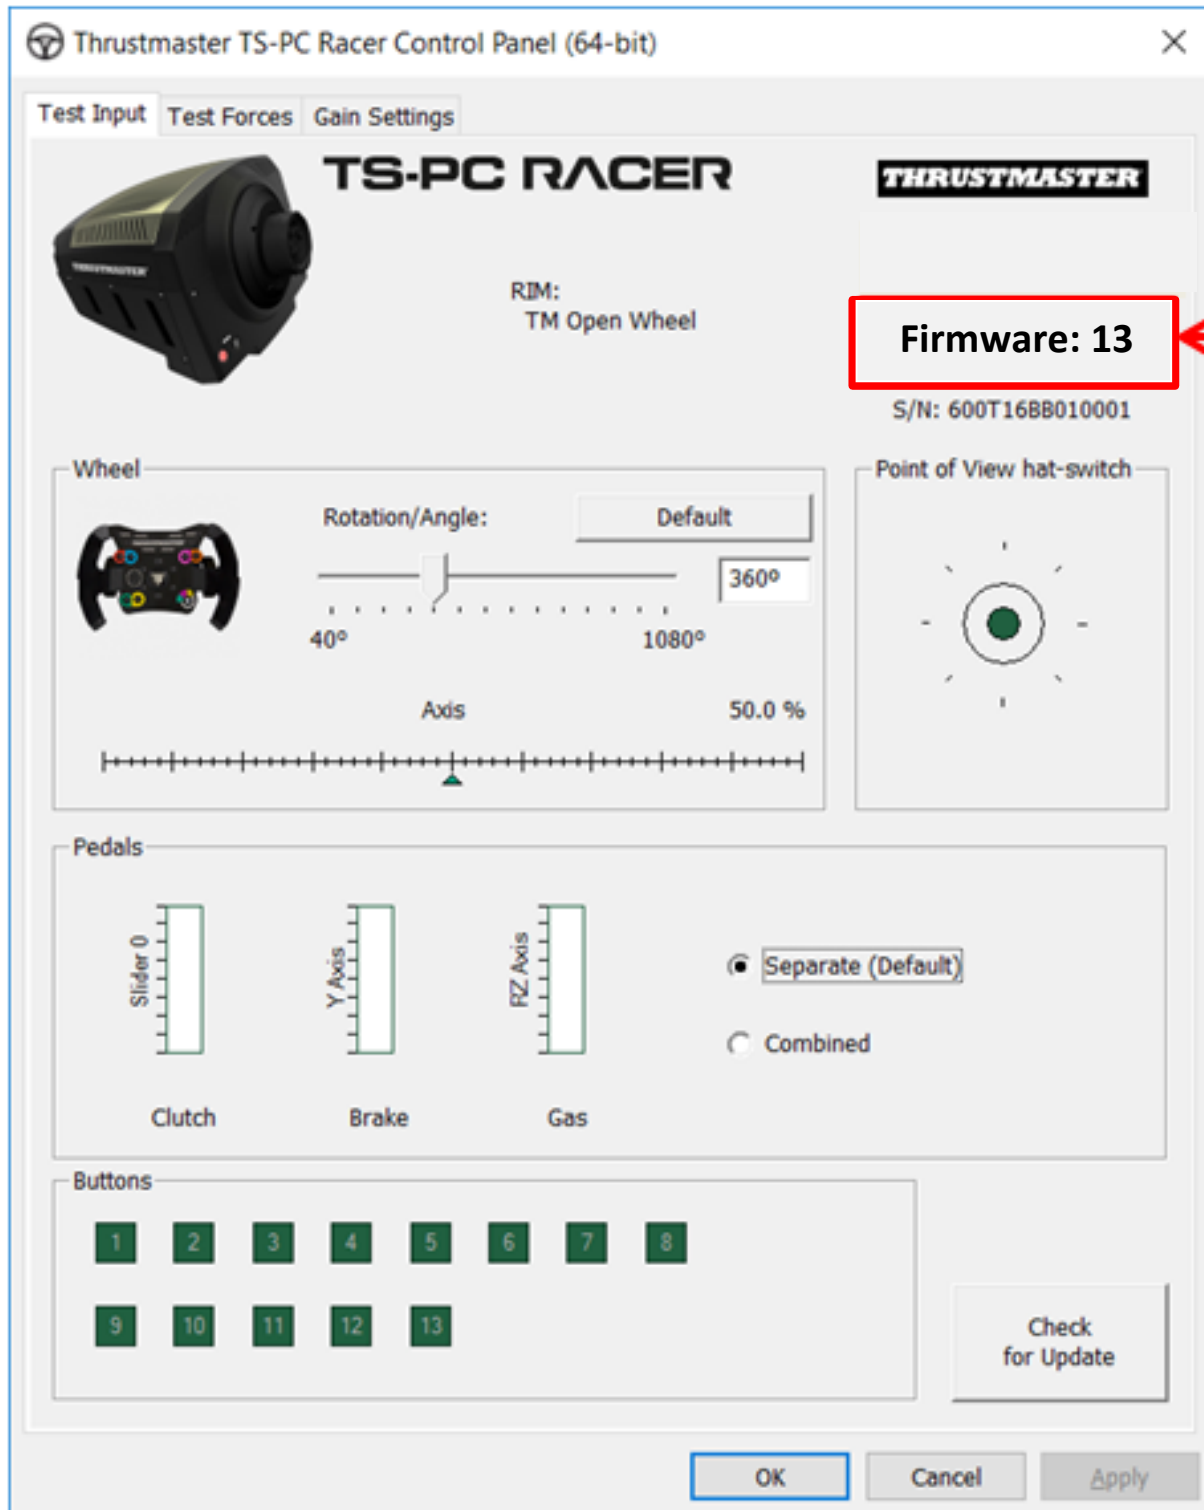 Thrustmaster TS-PC Racer Control Panel (64-bit)
Test Input Test Forces Gain Settings
TS-PC RACER
THRUSTMASTER
THRUSTMASTER
RIM:
TM Open Wheel
Firmware: 13
S/N: 600T16BB010001
Wheel
Rotation/Angle: Default
360º
40º 1080º
Axis 50.0 %
Point of View hat-switch
Pedals
Slider 0
Y Axis
RZ Axis
Separate (Default)
Combined
Clutch Brake Gas
Buttons
1 2 3 4 5 6 7 8
9 10 11 12 13
Check
for Update
OK Cancel Apply